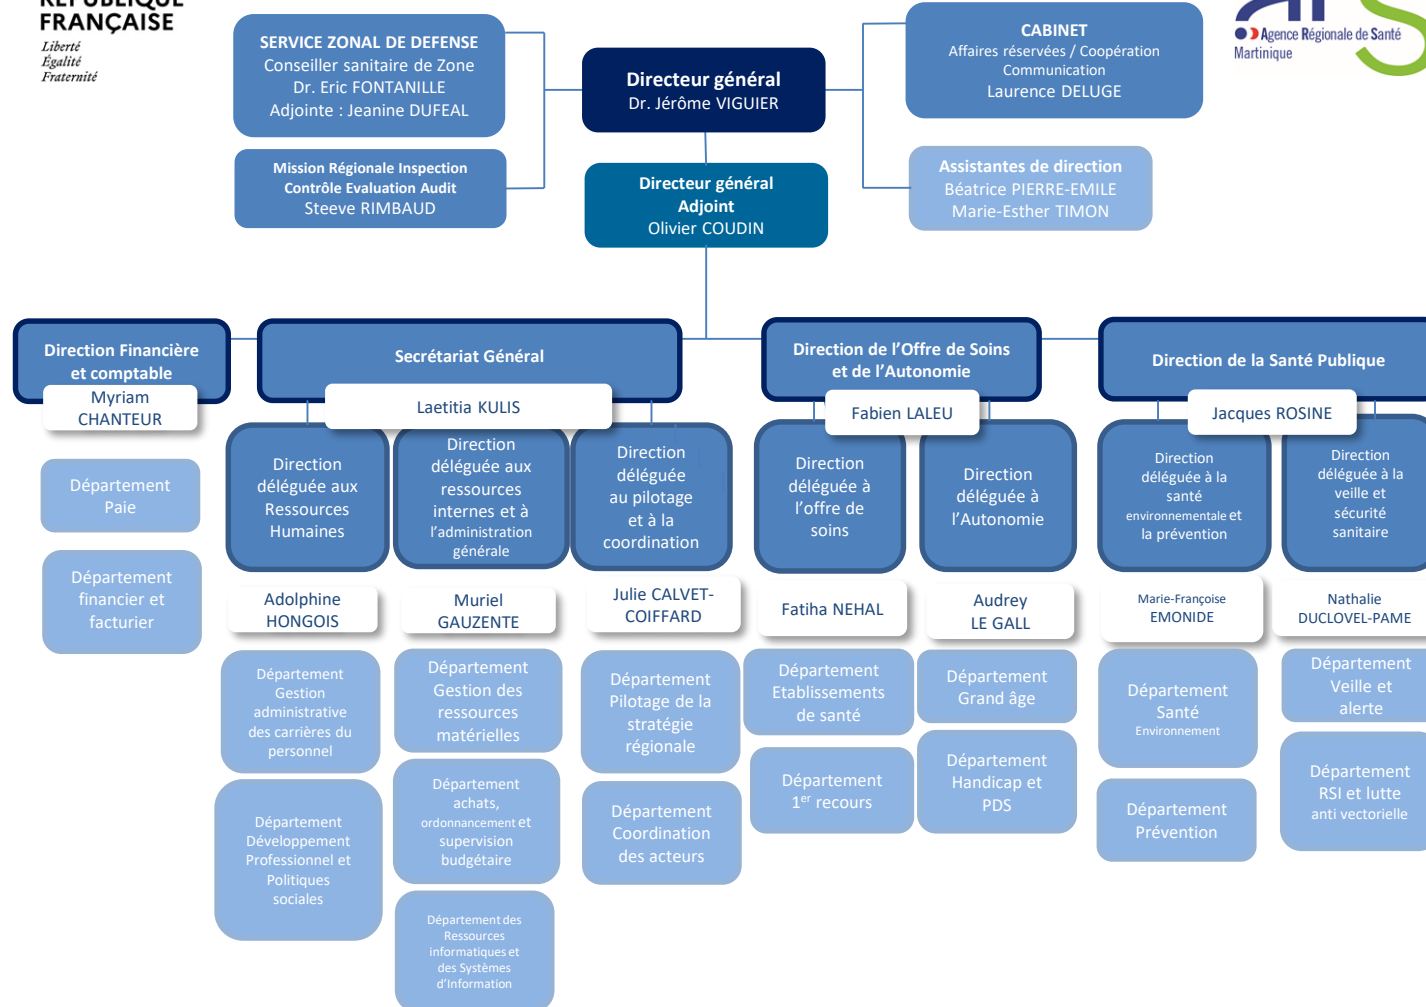 RÉPUBLIQUE
FRANÇAISE
Liberté
Égalité
Fraternité
SERVICE ZONAL DE DEFENSE
Conseiller sanitaire de Zone
Dr. Eric FONTANILLE
Adjointe : Jeanine DUFEAL
Mission Régionale Inspection
Contrôle Evaluation Audit
Steeve RIMBAUD
Directeur général
Dr. Jérôme VIGUIER
Directeur général
Adjoint
Olivier COUDIN
CABINET
Affaires réservées / Coopération
Communication
Laurence DELUGE
Assistantes de direction
Béatrice PIERRE-EMILE
Marie-Esther TIMON
ars
Agence Régionale de Santé
Martinique
Direction Financière
et comptable
Myriam
CHANTEUR
Département
Paie
Département
financier et
facturier
Secrétariat Général
Laetitia KULIS
Direction
déléguée aux
Ressources
Humaines
Adolphine
HONGOIS
Département
Gestion
administrative
des carrières du
personnel
Département
Développement
Professionnel et
Politiques
sociales
Direction
déléguée aux
ressources
internes et à
l'administration
générale
Muriel
GAUZENTE
Département
Gestion des
ressources
matérielles
Département
achats,
ordonnancement et
supervision
budgétaire
Département des
Ressources
informatiques et
des Systèmes
d'Information
Direction
déléguée
au pilotage
et à la
coordination
Julie CALVET-
COIFFARD
Département
Pilotage de la
stratégie
régionale
Département
Coordination
des acteurs
Direction de l'Offre de Soins
et de l'Autonomie
Fabien LALEU
Direction
déléguée à
l'offre de
soins
Fatiha NEHAL
Département
Etablissements
de santé
Département
1er recours
Direction
déléguée à
l'Autonomie
Audrey
LE GALL
Département
Grand âge
Département
Handicap et
PDS
Direction de la Santé Publique
Jacques ROSINE
Direction
déléguée à la
santé
environnementale et
la prévention
Marie-Françoise
EMONIDE
Département
Santé
Environnement
Département
Prévention
Direction
déléguée à la
veille et
sécurité
sanitaire
Nathalie
DUCLOVEL-PAME
Département
Veille et
alerte
Département
RSI et lutte
anti vectorielle